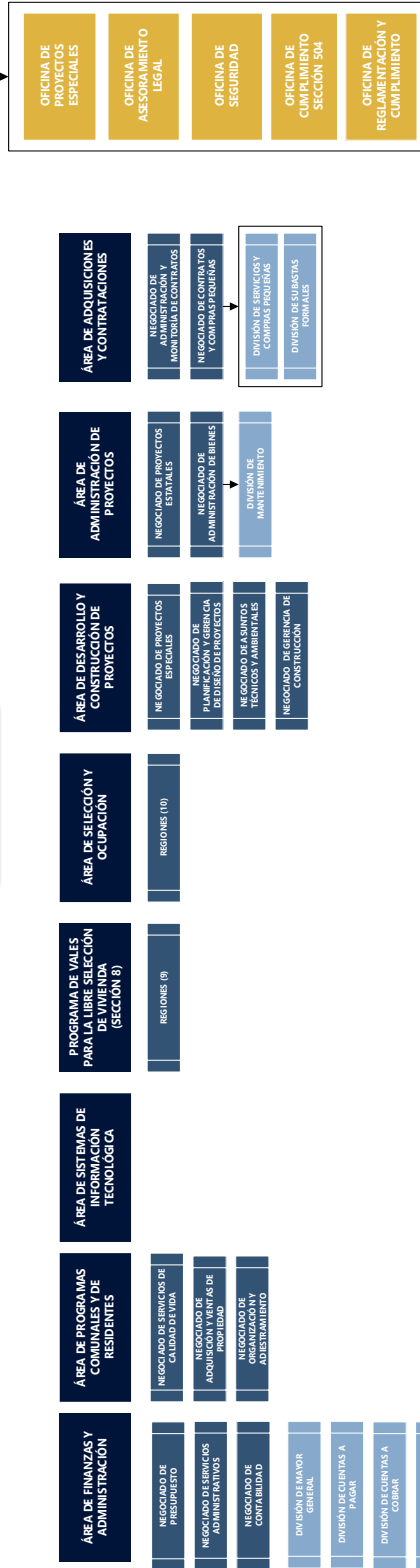 OFICINA DE
PROYECTOS
ESPECIALES
OFICINA DE
ASESORAMIENTO
LEGAL
OFICINA DE
SEGURIDAD
OFICINA DE
CUMPLIMIENTO
SECCIÓN 504
OFICINA DE
REGLAMENTACIÓN Y
CUMPLIMIENTO
ÁREA DE FINANZAS Y
ADMINISTRACIÓN
NEGOCIADO DE
PRESUPUESTO
NEGOCIADO DE SERVICIOS
ADMINISTRATIVOS
NEGOCIADO DE
CONTABILIDAD
DIVISIÓN DE MAYOR
GENERAL
DIVISIÓN DE CUENTAS A
PAGAR
DIVISIÓN DE CUENTAS A
COBRAR
ÁREA DE PROGRAMAS
COMUNALES Y DE
RESIDENTES
NEGOCIADO DE SERVICIOS DE
CALIDAD DE VIDA
NEGOCIADO DE
ADQUISICIÓN Y VENTAS DE
PROPIEDAD
NEGOCIADO DE
ORGANIZACIÓN Y
ADIESTRAMIENTO
ÁREA DE SISTEMAS DE
INFORMACIÓN
TECNOLÓGICA
PROGRAMA DE VALES
PARA LA LIBRE SELECCIÓN
DE VIVIENDA
(SECCIÓN 8)
REGIONES (9)
ÁREA DE SELECCIÓN Y
OCUPACIÓN
REGIONES (10)
ÁREA DE DESARROLLO Y
CONSTRUCCIÓN DE
PROYECTOS
NEGOCIADO DE PROYECTOS
ESPECIALES
NEGOCIADO DE
PLANIFICACIÓN Y GERENCIA
DE DISEÑO DE PROYECTOS
NEGOCIADO DE ASUNTOS
TÉCNICOS Y AMBIENTALES
NEGOCIADO DE GERENCIA DE
CONSTRUCCIÓN
ÁREA DE
ADMINISTRACIÓN DE
PROYECTOS
NEGOCIADO DE PROYECTOS
ESTATALES
NEGOCIADO DE
ADMINISTRACIÓN DE BIENES
DIVISIÓN DE
MANTENIMIENTO
ÁREA DE ADQUISICIONES
Y CONTRATACIONES
NEGOCIADO DE
ADMINISTRACIÓN Y
MONITORÍA DE CONTRATOS
NEGOCIADO DE CONTRATOS
Y COMPRAS PEQUEÑAS
DIVISIÓN DE SERVICIOS Y
COMPRAS PEQUEÑAS
DIVISIÓN DE SUBASTAS
FORMALES